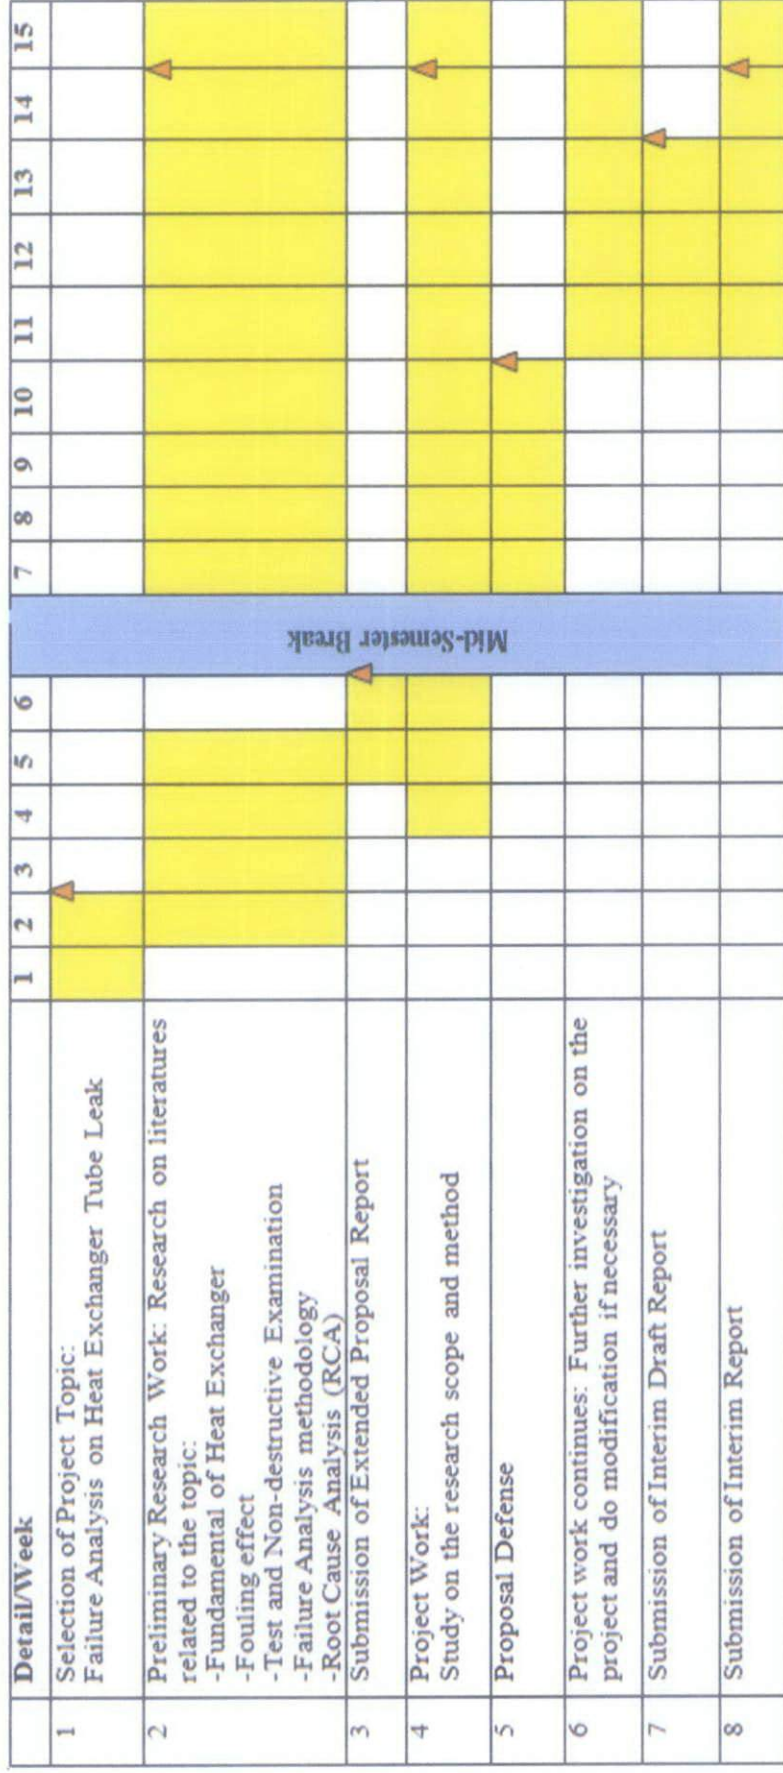 Detail/Week 1 2 3 4 5 6 7 8 9 10 11 12 13 14 15
1 Selection of Project Topic:
Failure Analysis on Heat Exchanger Tube Leak
2 Preliminary Research Work: Research on literatures
related to the topic:
-Fundamental of Heat Exchanger
-Fouling effect
-Test and Non-destructive Examination
-Failure Analysis methodology
-Root Cause Analysis (RCA)
3 Submission of Extended Proposal Report
4 Project Work:
Study on the research scope and method
5 Proposal Defense
6 Project work continues: Further investigation on the
project and do modification if necessary
7 Submission of Interim Draft Report
8 Submission of Interim Report
Mid-Semester Break